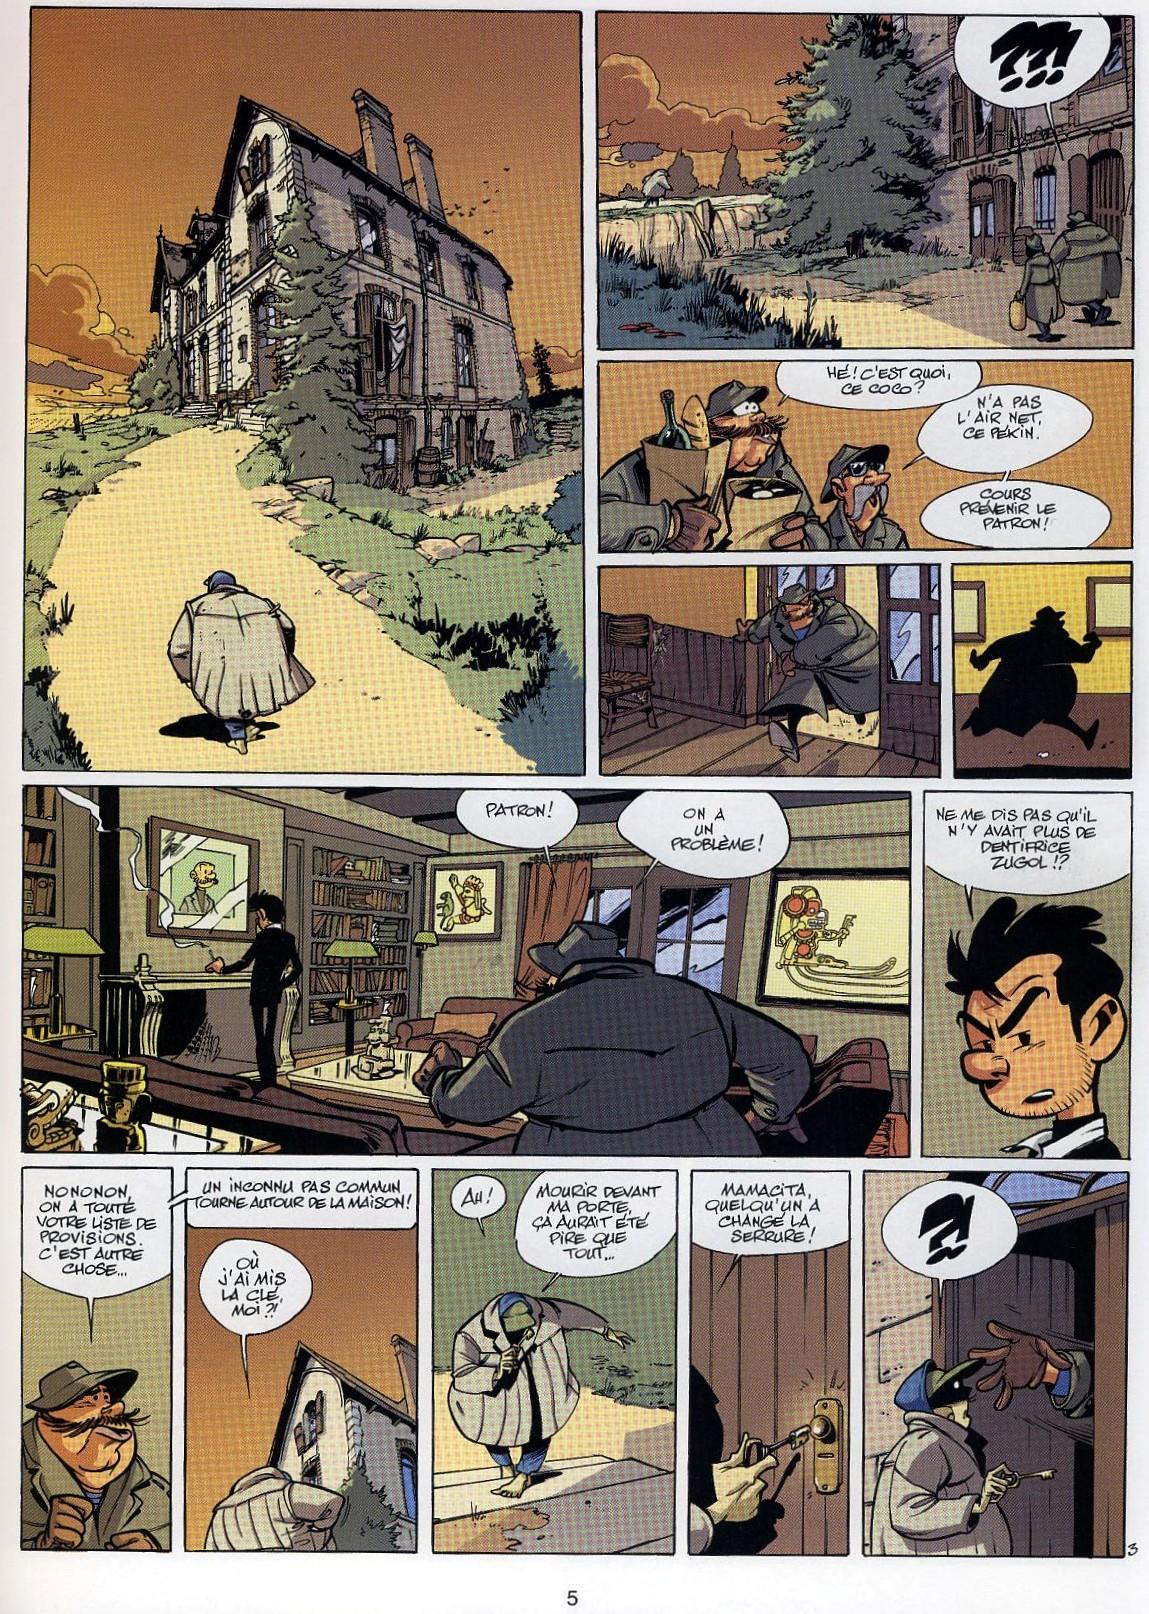 ???!!
HÉ! C'EST QUOI,
CE COCO?
N'A PAS
L'AIR NET,
CE PÉKIN.
COURS
PRÉVENIR LE
PATRON!
PATRON!
ON A
UN
PROBLÈME!
NE ME DIS PAS QU'IL
N'Y AVAIT PLUS DE
DENTIFRICE
ZUGOL!?
NONONON,
ON A TOUTE
VOTRE LISTE DE
PROVISIONS.
C'EST AUTRE
CHOSE...
UN INCONNU PAS COMMUN
TOURNE AUTOUR DE LA MAISON!
OÙ
J'AI MIS
LA CLÉ,
MOI?!
AH!
MOURIR DEVANT
MA PORTE,
ÇA AURAIT ÉTÉ
PIRE QUE
TOUT...
MAMACITA,
QUELQU'UN A
CHANGÉ LA
SERRURE!
?!
3
5